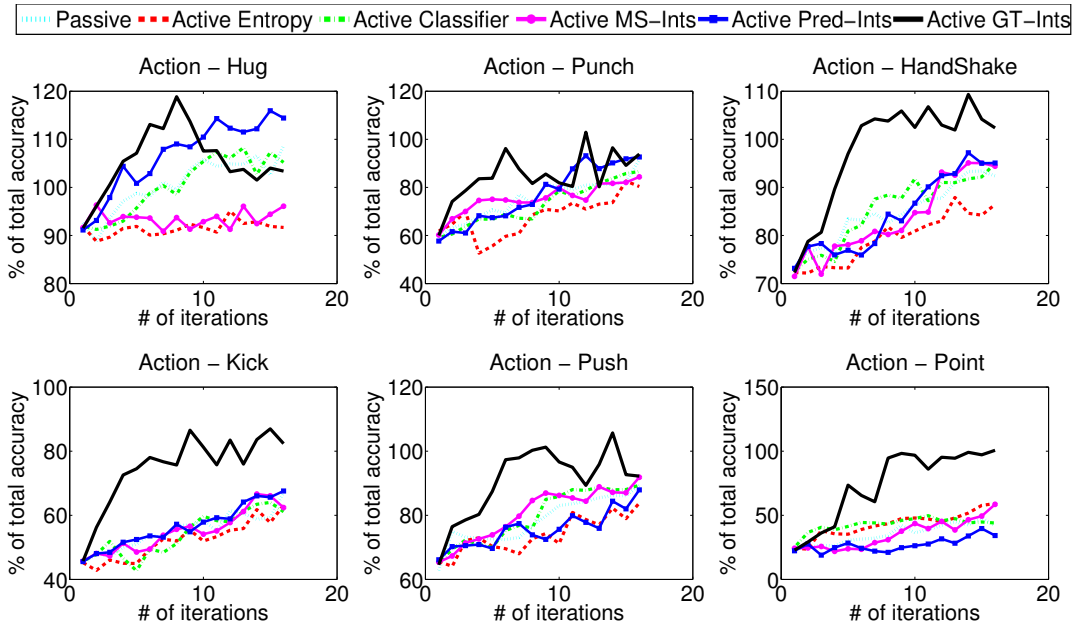 Passive Active Entropy Active Classifier Active MS−Ints Active Pred−Ints Active GT−Ints
Action − Hug
% of total accuracy
120
110
100
90
80
0 10 20
# of iterations
Action − Punch
% of total accuracy
120
100
80
60
40
0 10 20
# of iterations
Action − HandShake
% of total accuracy
110
100
90
80
70
0 10 20
# of iterations
Action − Kick
% of total accuracy
100
80
60
40
0 10 20
# of iterations
Action − Push
% of total accuracy
120
100
80
60
0 10 20
# of iterations
Action − Point
% of total accuracy
150
100
50
0
0 10 20
# of iterations